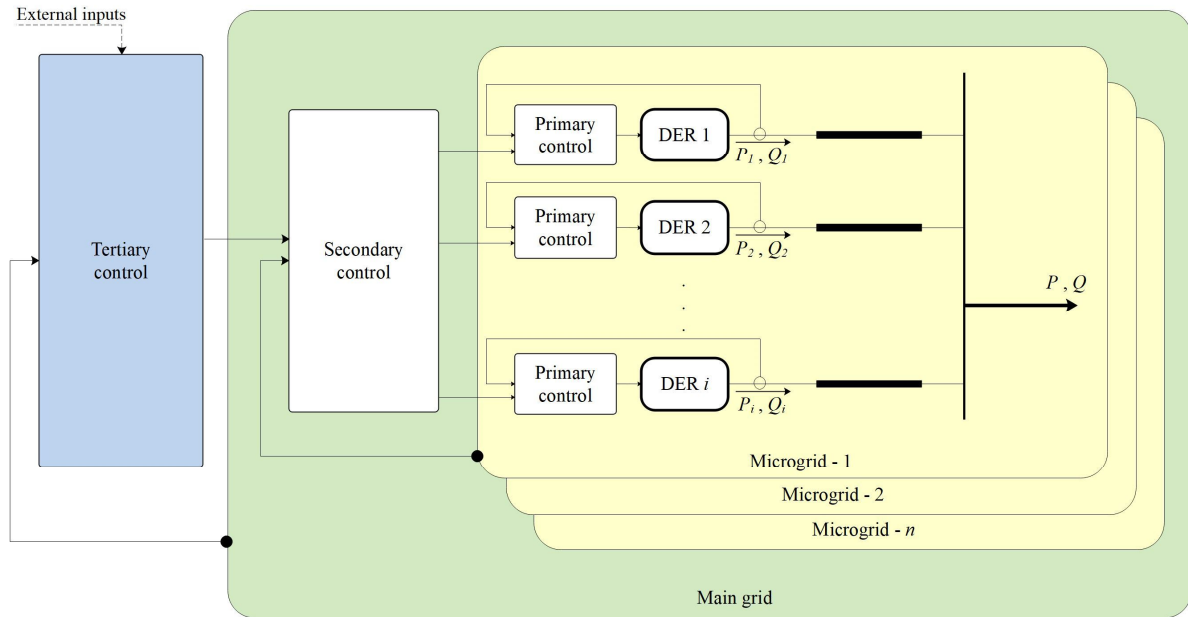 External inputs
Tertiary
control
Secondary
control
Primary
control
DER 1
P₁ , Q₁
Primary
control
DER 2
P₂ , Q₂
.
.
.
Primary
control
DER i
Pᵢ , Qᵢ
P , Q
Microgrid - 1
Microgrid - 2
Microgrid - n
Main grid